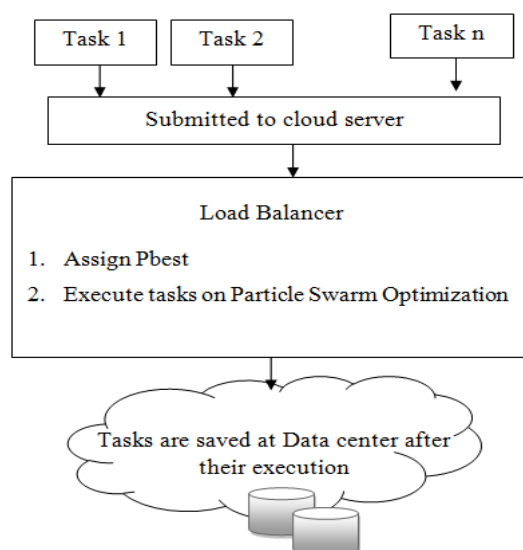 Task 1
Task 2
Task n
Submitted to cloud server
Load Balancer
1. Assign Pbest
2. Execute tasks on Particle Swarm Optimization
Tasks are saved at Data center after
their execution